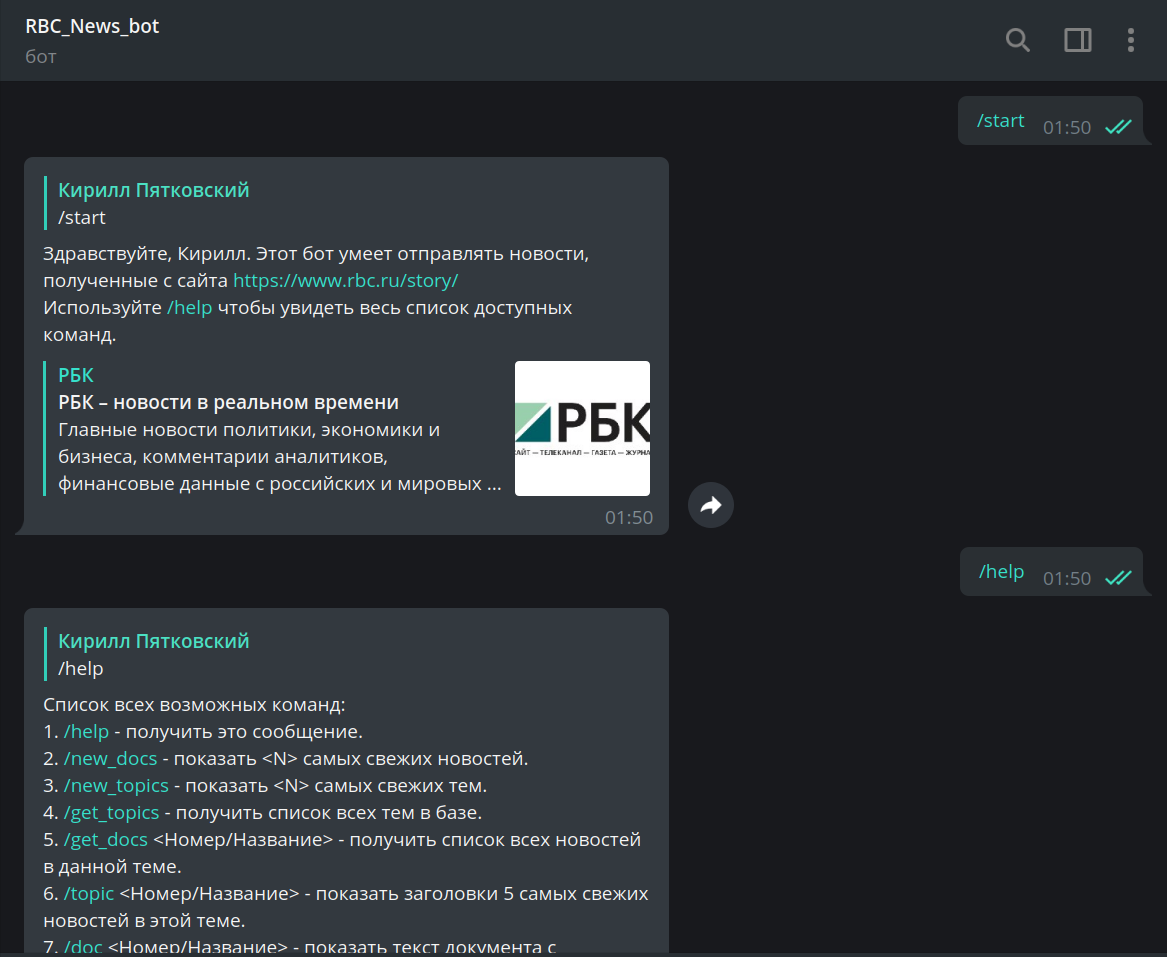 RBC_News_bot
бот
/start 01:50
Кирилл Пятковский
/start
Здравствуйте, Кирилл. Этот бот умеет отправлять новости,
полученные с сайта https://www.rbc.ru/story/
Используйте /help чтобы увидеть весь список доступных
команд.
РБК
РБК – новости в реальном времени
Главные новости политики, экономики и
бизнеса, комментарии аналитиков,
финансовые данные с российских и мировых ...
РБК
АЙТ — ТЕЛЕКАНАЛ — ГАЗЕТА — ЖУРНА
01:50
/help 01:50
Кирилл Пятковский
/help
Список всех возможных команд:
1. /help - получить это сообщение.
2. /new_docs - показать <N> самых свежих новостей.
3. /new_topics - показать <N> самых свежих тем.
4. /get_topics - получить список всех тем в базе.
5. /get_docs <Номер/Название> - получить список всех новостей
в данной теме.
6. /topic <Номер/Название> - показать заголовки 5 самых свежих
новостей в этой теме.
7. /doc <Номер/Название> - показать текст документа с